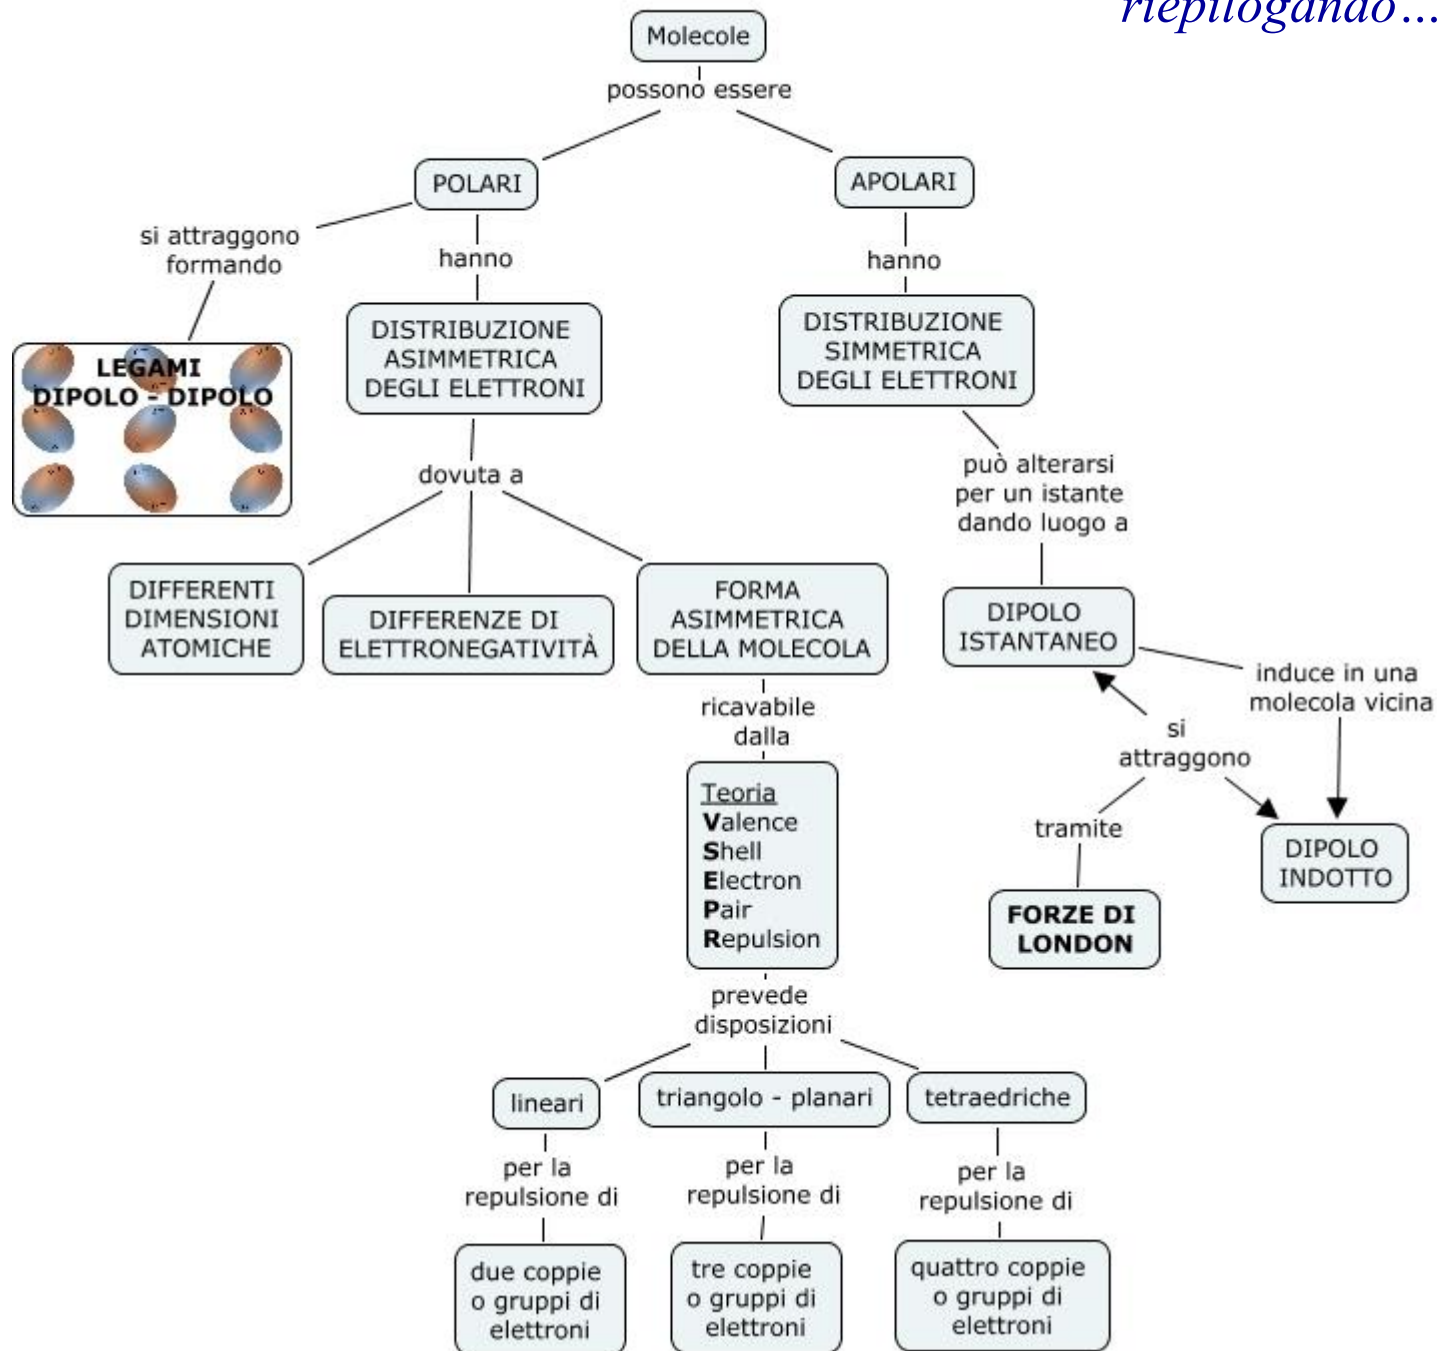 riepilogando...
Molecole
possono essere
POLARI
APOLARI
si attraggono
formando
hanno
hanno
LEGAMI
DIPOLO - DIPOLO
DISTRIBUZIONE
ASIMMETRICA
DEGLI ELETTRONI
DISTRIBUZIONE
SIMMETRICA
DEGLI ELETTRONI
dovuta a
può alterarsi
per un istante
dando luogo a
DIFFERENTI
DIMENSIONI
ATOMICHE
DIFFERENZE DI
ELETTRONEGATIVITÀ
FORMA
ASIMMETRICA
DELLA MOLECOLA
DIPOLO
ISTANTANEO
induce in una
molecola vicina
ricavabile
dalla
si
attraggono
tramite
Teoria
Valence
Shell
Electron
Pair
Repulsion
DIPOLO
INDOTTO
FORZE DI
LONDON
prevede
disposizioni
lineari
triangolo - planari
tetraedriche
per la
repulsione di
per la
repulsione di
per la
repulsione di
due coppie
o gruppi di
elettroni
tre coppie
o gruppi di
elettroni
quattro coppie
o gruppi di
elettroni